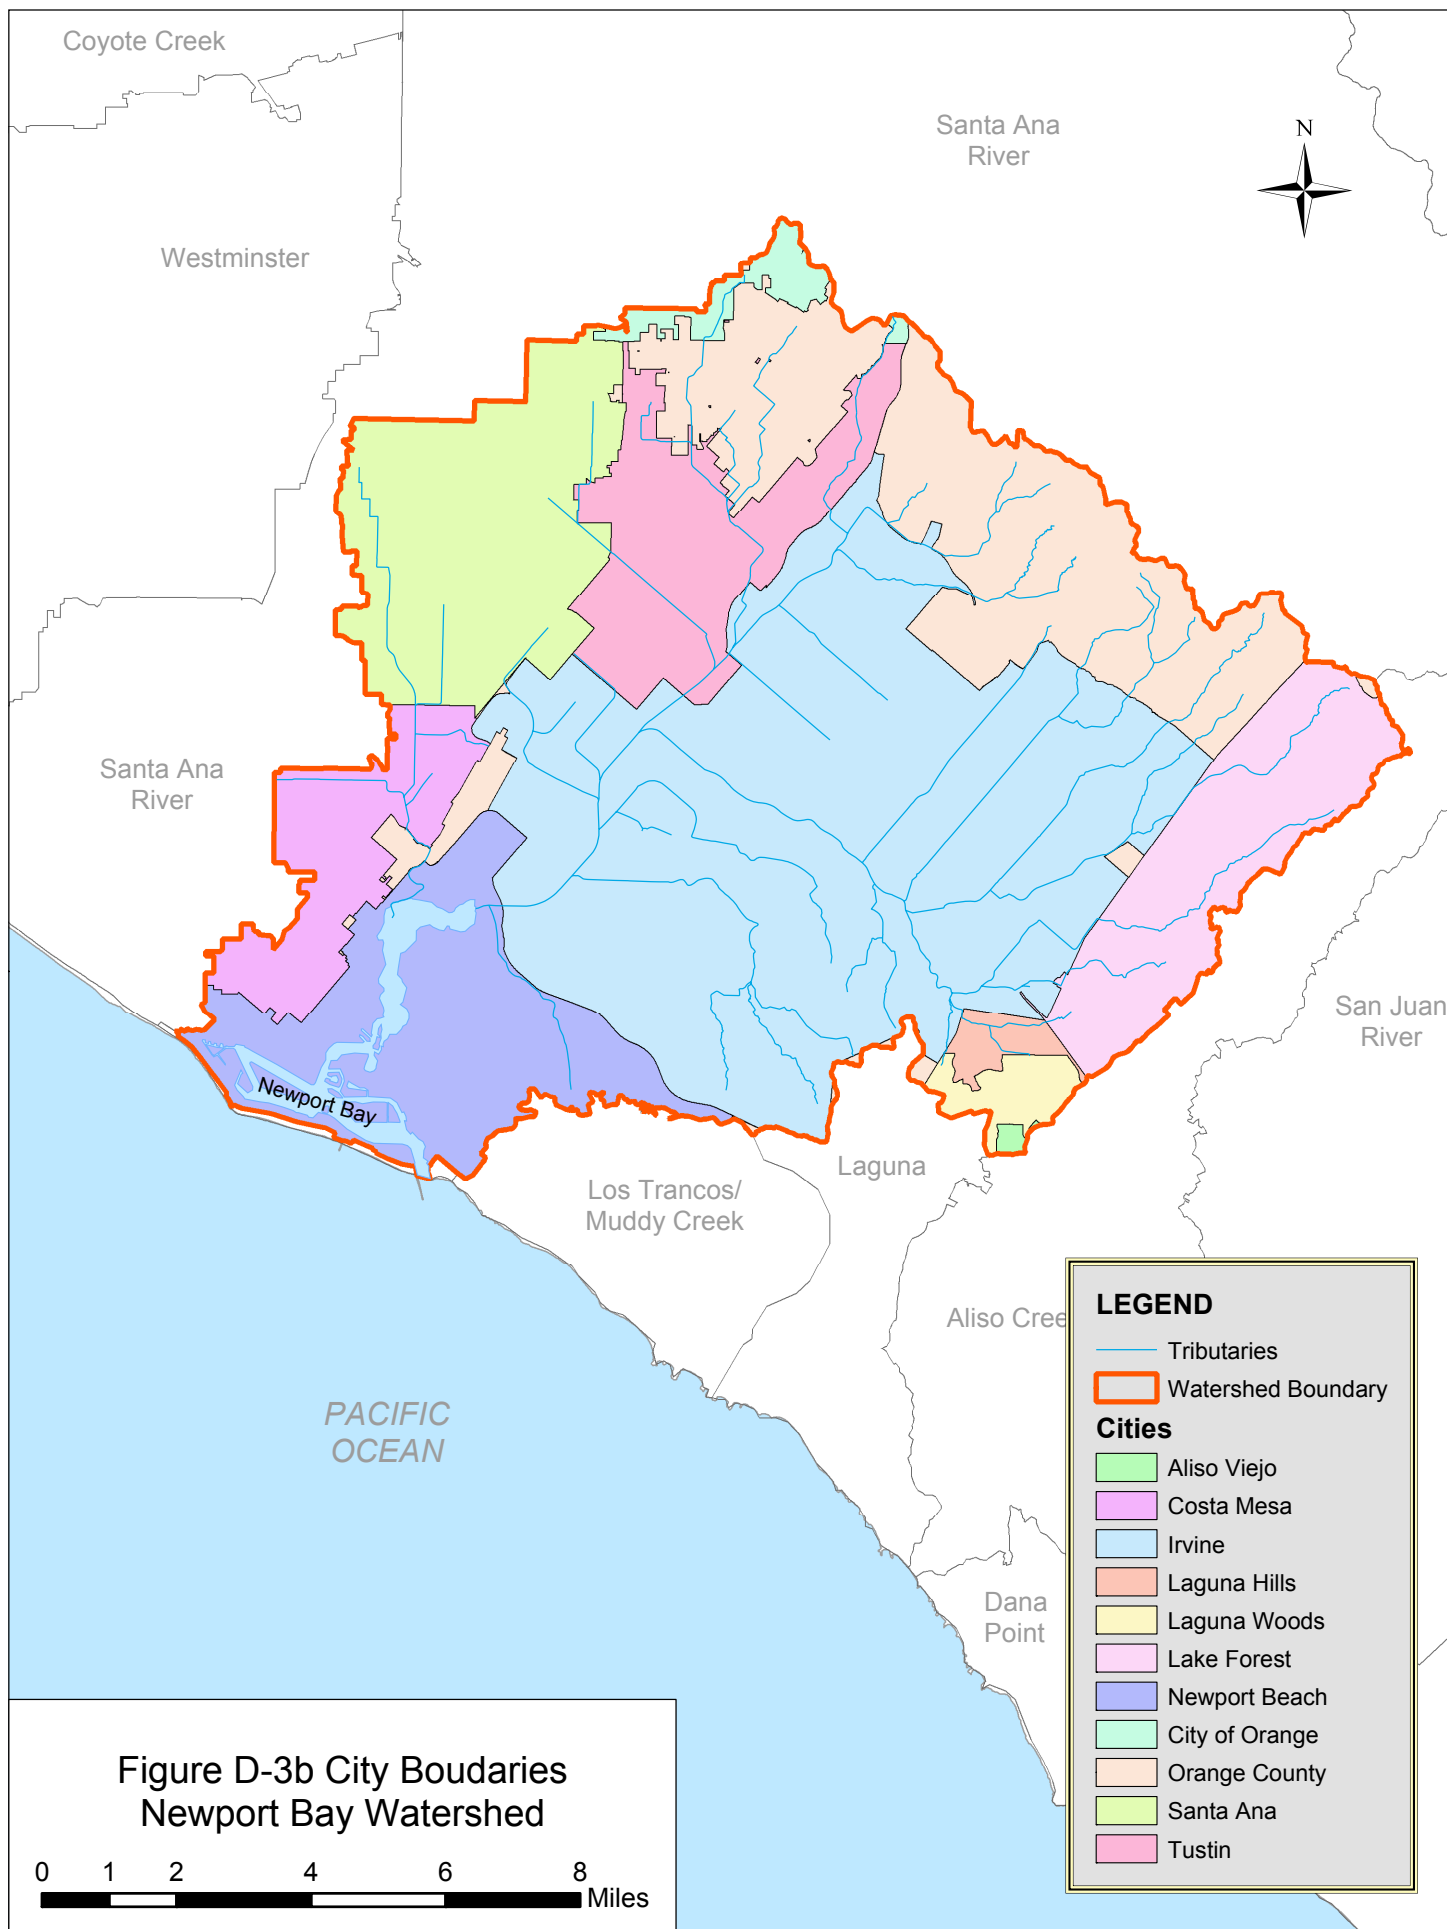 Coyote Creek
Santa Ana
River
N
Westminster
Santa Ana
River
San Juan
River
Newport Bay
Laguna
Los Trancos/
Muddy Creek
Aliso Cree
PACIFIC
OCEAN
Dana
Point
LEGEND
Tributaries
Watershed Boundary
Cities
Aliso Viejo
Costa Mesa
Irvine
Laguna Hills
Laguna Woods
Lake Forest
Newport Beach
City of Orange
Orange County
Santa Ana
Tustin
Figure D-3b City Boudaries
Newport Bay Watershed
0 1 2 4 6 8
Miles